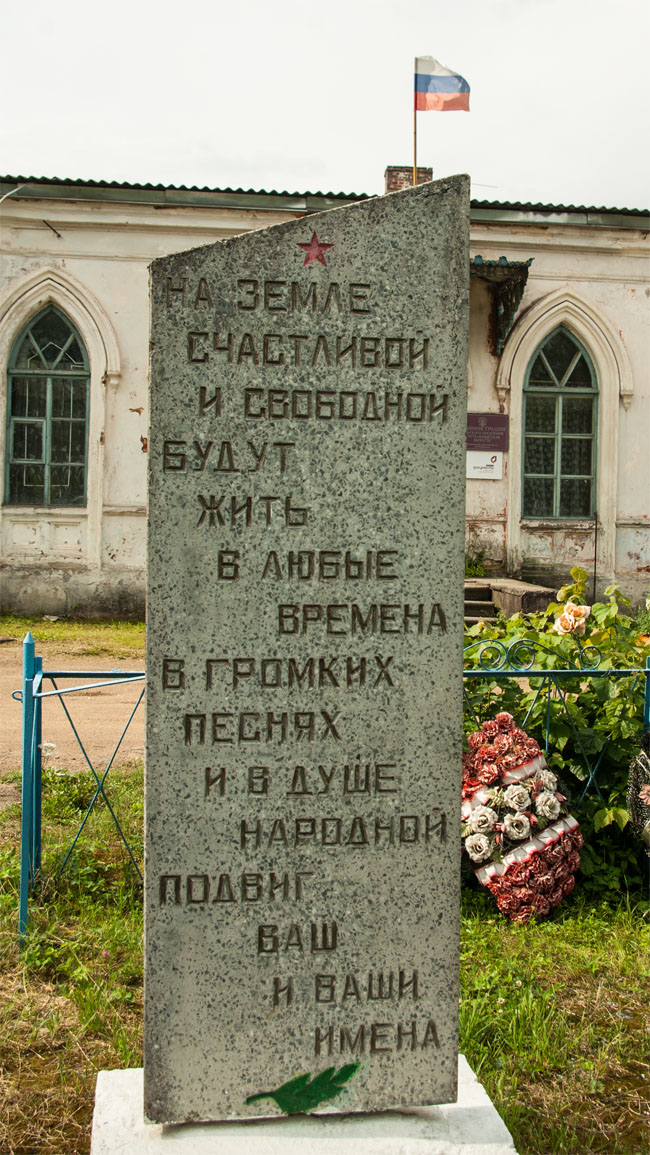 НА ЗЕМЛЕ
СЧАСТЛИВОЙ
И СВОБОДНОЙ
БУДУТ
ЖИТЬ
В ЛЮБЫЕ
ВРЕМЕНА
В ГРОМКИХ
ПЕСНЯХ
И В ДУШЕ
НАРОДНОЙ
ПОДВИГ
ВАШ
И ВАШИ
ИМЕНА